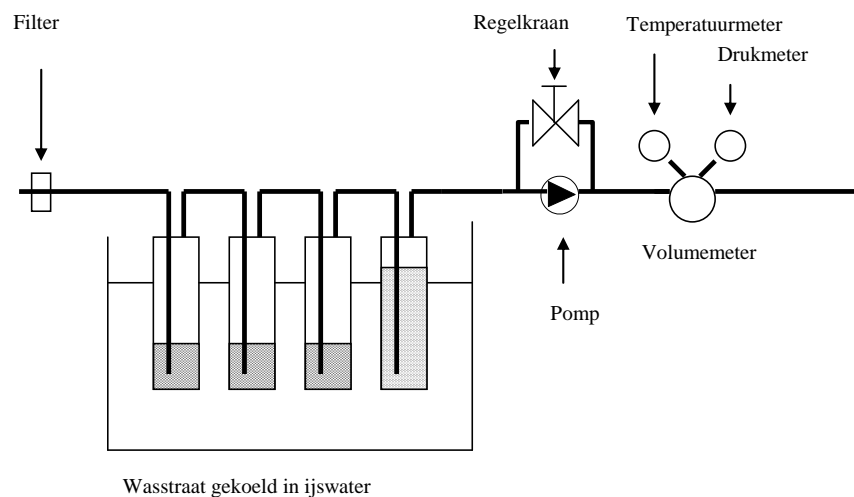 Filter
Regelkraan
Temperatuurmeter
Drukmeter
Volumemeter
Pomp
Wasstraat gekoeld in ijswater